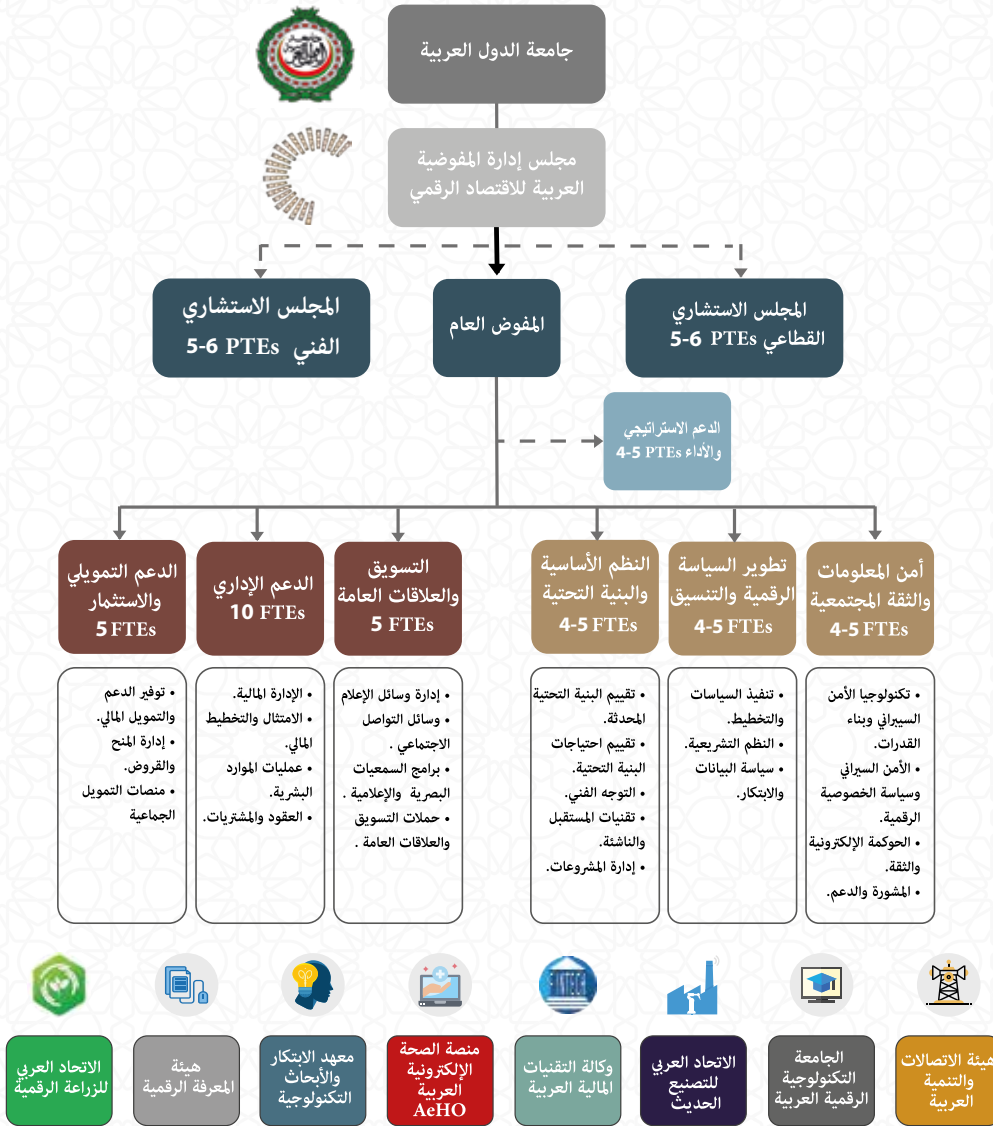 جامعة الدول العربية
مجلس إدارة المفوضية
العربية للاقتصاد الرقمي
المجلس الاستشاري
القطاعي 5-6 PTEs
المفوض العام
المجلس الاستشاري
الفني 5-6 PTEs
الدعم الاستراتيجي
والأداء 4-5 PTEs
أمن المعلومات
والثقة المجتمعية
4-5 FTEs
تطوير السياسة
الرقمية والتنسيق
4-5 FTEs
النظم الأساسية
والبنية التحتية
4-5 FTEs
التسويق
والعلاقات العامة
5 FTEs
الدعم الإداري
10 FTEs
الدعم التمويلي
والاستثمار
5 FTEs
• تكنولوجيا الأمن
السيبراني وبناء
القدرات.
• الأمن السيراني
وسياسة الخصوصية
الرقمية.
• الحوكمة الإلكترونية
والثقة.
• المشورة والدعم.
• تنفيذ السياسات
والتخطيط.
• النظم التشريعية.
• سياسة البيانات
والابتكار.
• تقييم البنية التحتية
المحدثة.
• تقييم احتياجات
البنية التحتية.
• التوجه الفني.
• تقنيات المستقبل
والناشئة.
• إدارة المشروعات.
• إدارة وسائل الإعلام
• وسائل التواصل
الاجتماعي .
• برامج السمعيات
البصرية والإعلامية .
• حملات التسويق
والعلاقات العامة .
• الإدارة المالية.
• الامتثال والتخطيط
المالي.
• عمليات الموارد
البشرية.
• العقود والمشتريات.
• توفير الدعم
والتمويل المالي.
• إدارة المنح
والقروض.
• منصات التمويل
الجماعية
هيئة الاتصالات
والتنمية
العربية
الجامعة
التكنولوجية
الرقمية العربية
الاتحاد العربي
للتصنيع
الحديث
وكالة التقنيات
المالية العربية
منصة الصحة
الإلكترونية
العربية
AeHO
معهد الابتكار
والأبحاث
التكنولوجية
هيئة
المعرفة الرقمية
الاتحاد العربي
للزراعة الرقمية